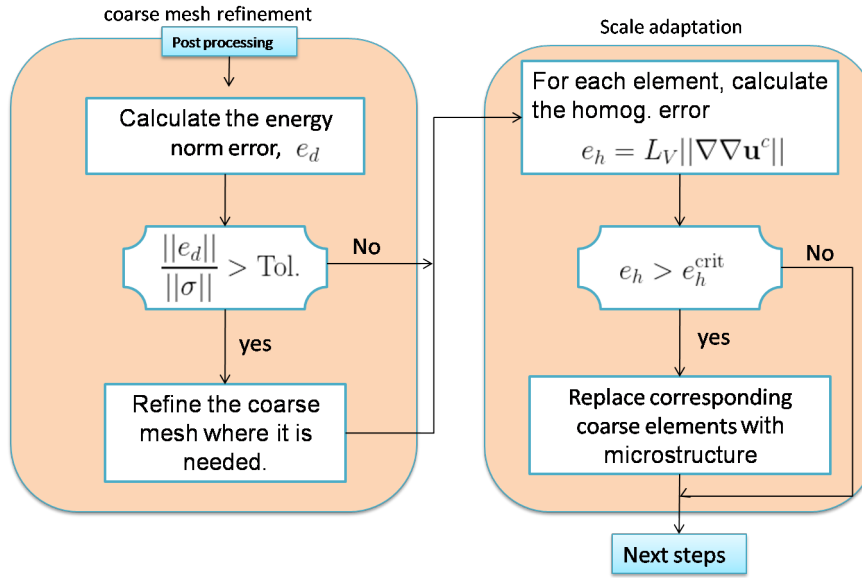 coarse mesh refinement
Post processing
Calculate the energy
norm error, e_d
||e_d||
||σ||
> Tol.
No
yes
Refine the coarse
mesh where it is
needed.
Scale adaptation
For each element, calculate
the homog. error
e_h = L_V||∇∇u^c||
e_h > e_h^crit
No
yes
Replace corresponding
coarse elements with
microstructure
Next steps